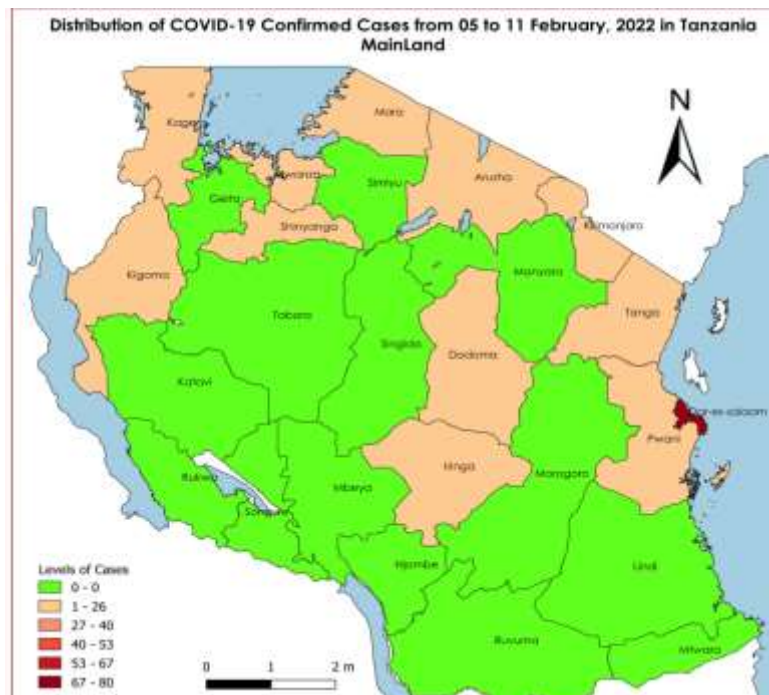 Distribution of COVID-19 Confirmed Cases from 05 to 11 February, 2022 in Tanzania
MainLand
N
Mara
Kagera
Mwanza
Simiyu
Arusha
Geita
Kilimanjaro
Shinyanga
Manyara
Kigoma
Tanga
Tabora
Singida
Dodoma
Katavi
Dar-es-salaam
Pwani
Iringa
Morogoro
Rukwa
Mbeya
Songwe
Njombe
Lindi
Ruvuma
Mtwara
Levels of Cases
0 - 0
1 - 26
27 - 40
40 - 53
53 - 67
67 - 80
0 1 2 m